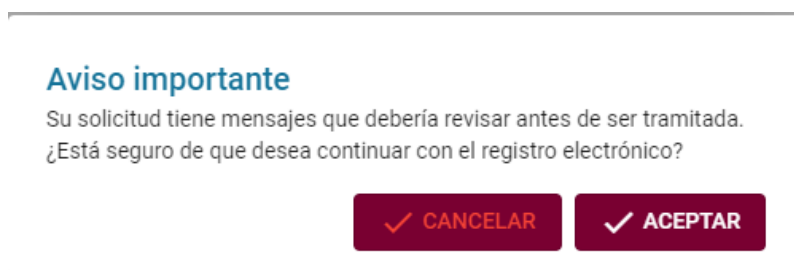 Aviso importante
Su solicitud tiene mensajes que debería revisar antes de ser tramitada.
¿Está seguro de que desea continuar con el registro electrónico?
CANCELAR ACEPTAR